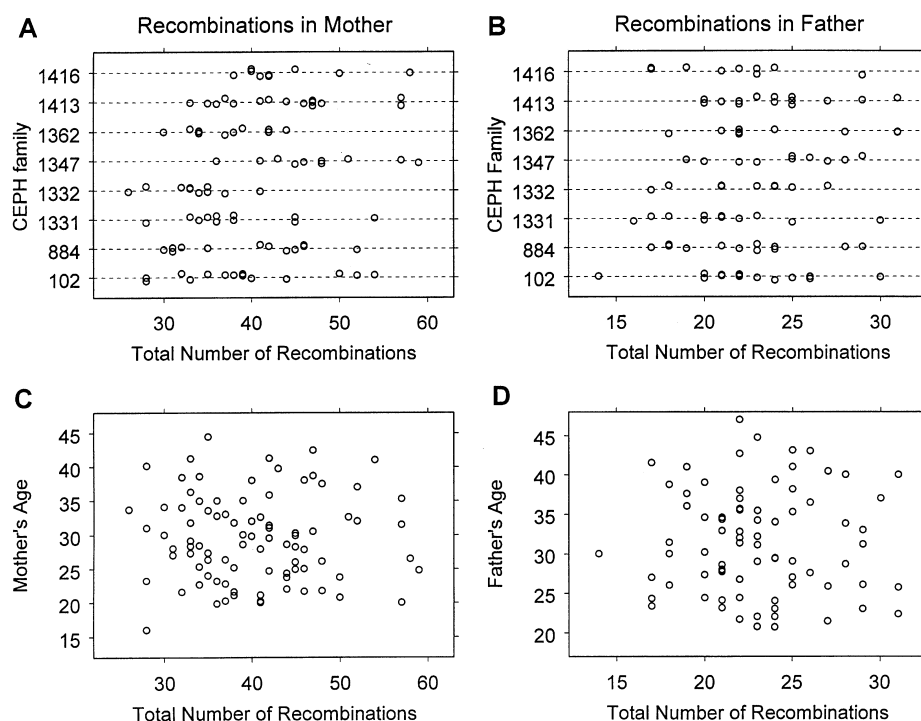 A
Recombinations in Mother
CEPH family
1416
1413
1362
1347
1332
1331
884
102
30 40 50 60
Total Number of Recombinations
B
Recombinations in Father
CEPH Family
1416
1413
1362
1347
1332
1331
884
102
15 20 25 30
Total Number of Recombinations
C
Mother's Age
45
40
35
30
25
20
15
30 40 50 60
Total Number of Recombinations
D
Father's Age
45
40
35
30
25
20
15 20 25 30
Total Number of Recombinations